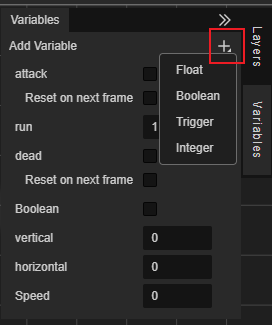 Variables
Add Variable
Float
attack
Reset on next frame
Boolean
Trigger
run 1
Integer
dead
Reset on next frame
Boolean
vertical 0
horizontal 0
Speed 0
Layers
Variables